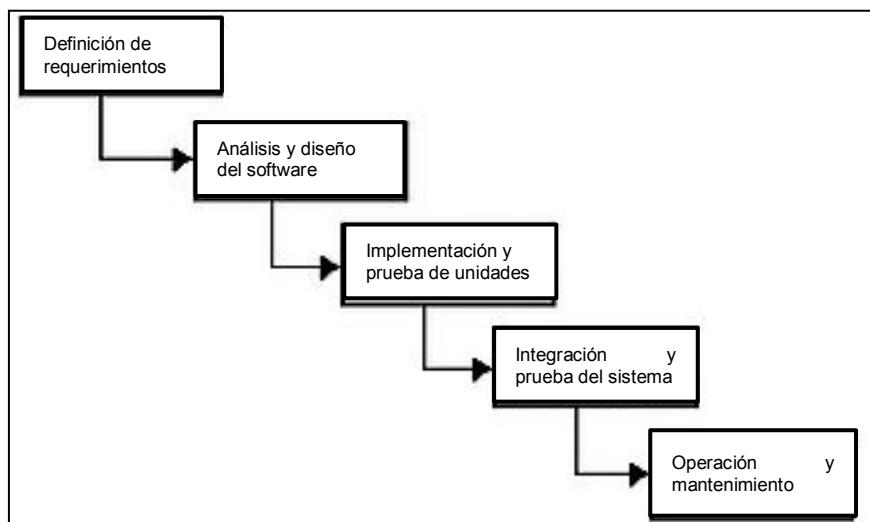 Definición de
requerimientos
Análisis y diseño
del software
Implementación y
prueba de unidades
Integración y
prueba del sistema
Operación y
mantenimiento